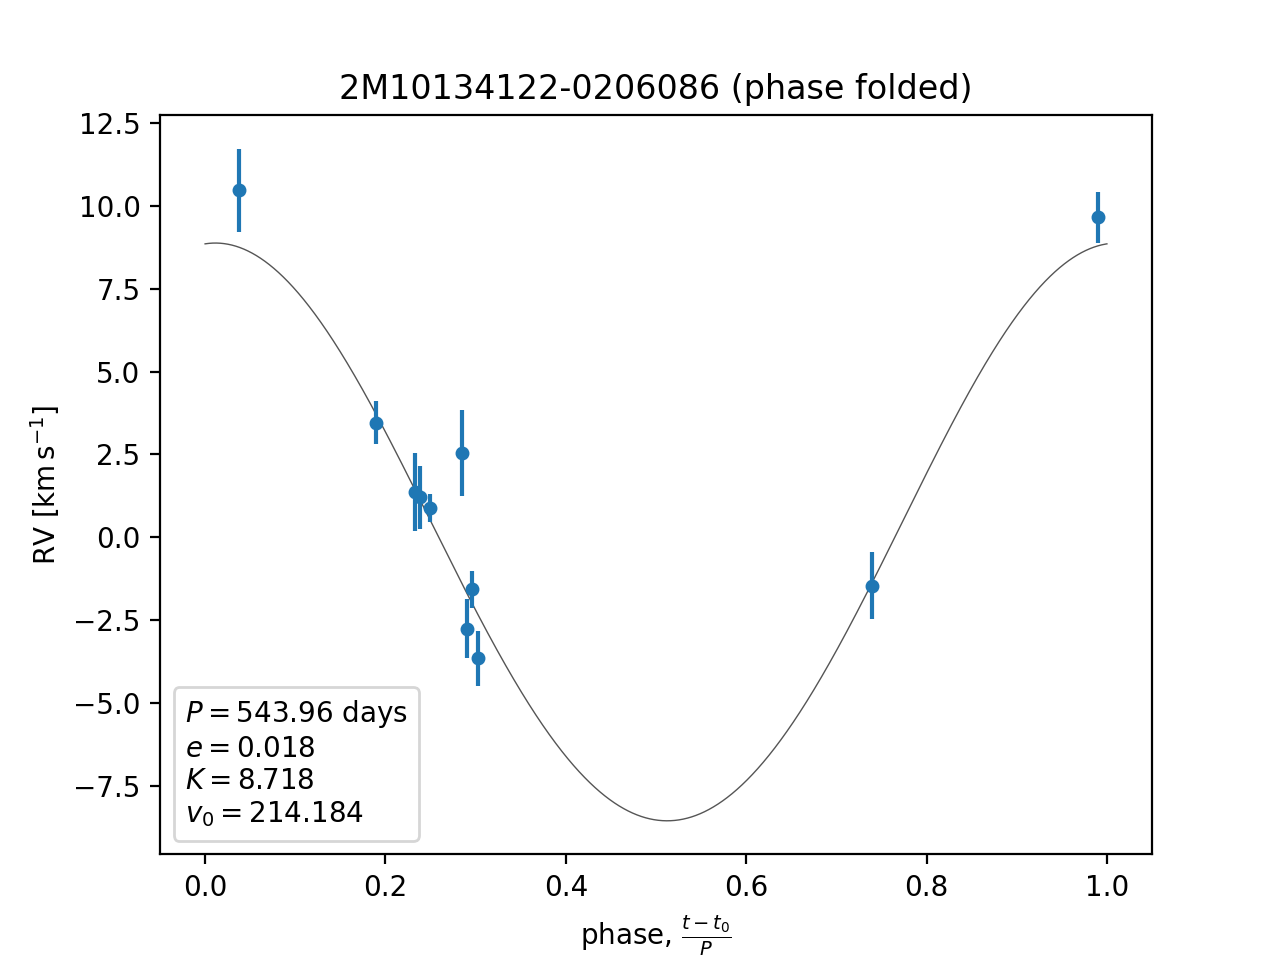 2M10134122-0206086 (phase folded)
12.5
10.0
7.5
5.0
2.5
0.0
−2.5
−5.0
−7.5
RV [km s⁻¹]
P = 543.96 days
e = 0.018
K = 8.718
v₀ = 214.184
0.0 0.2 0.4 0.6 0.8 1.0
phase, (t − t₀)/P